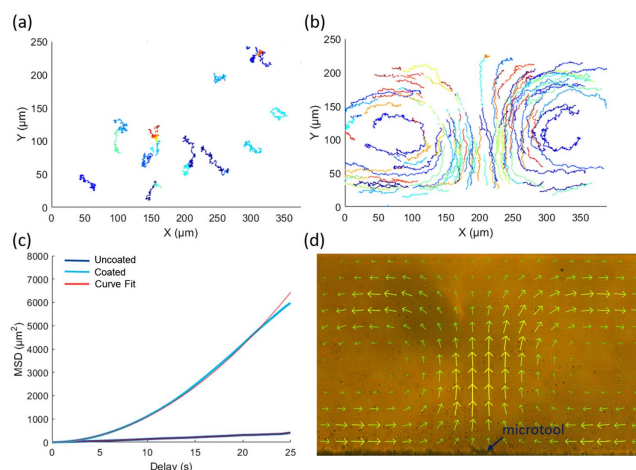 (a)
250
200
150
100
50
0
Y (µm)
0 50 100 150 200 250 300 350
X (µm)
(b)
250
200
150
100
50
0
Y (µm)
0 50 100 150 200 250 300 350
X (µm)
(c)
8000
7000
6000
5000
4000
3000
2000
1000
0
MSD (µm²)
Uncoated
Coated
Curve Fit
0 5 10 15 20 25
Delay (s)
(d)
microtool